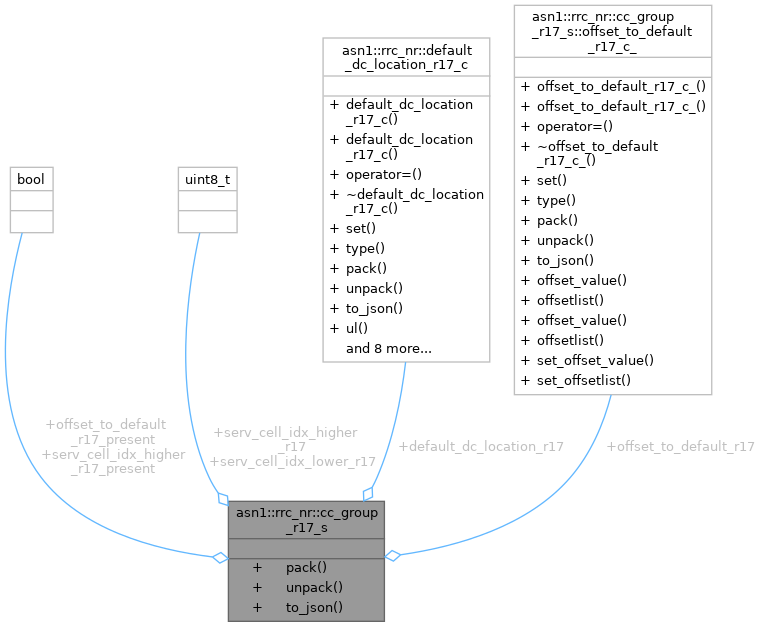 asn1::rrc_nr::cc_group
_r17_s::offset_to_default
_r17_c_
+ offset_to_default_r17_c_()
+ offset_to_default_r17_c_()
+ operator=()
+ ~offset_to_default
_r17_c_()
+ set()
+ type()
+ pack()
+ unpack()
+ to_json()
+ offset_value()
+ offsetlist()
+ offset_value()
+ offsetlist()
+ set_offset_value()
+ set_offsetlist()
asn1::rrc_nr::default
_dc_location_r17_c
+ default_dc_location
_r17_c()
+ default_dc_location
_r17_c()
+ operator=()
+ ~default_dc_location
_r17_c()
+ set()
+ type()
+ pack()
+ unpack()
+ to_json()
+ ul()
and 8 more...
bool
uint8_t
+offset_to_default
_r17_present
+serv_cell_idx_higher
_r17_present
+serv_cell_idx_higher
_r17
+serv_cell_idx_lower_r17
+default_dc_location_r17
+offset_to_default_r17
asn1::rrc_nr::cc_group
_r17_s
+ pack()
+ unpack()
+ to_json()